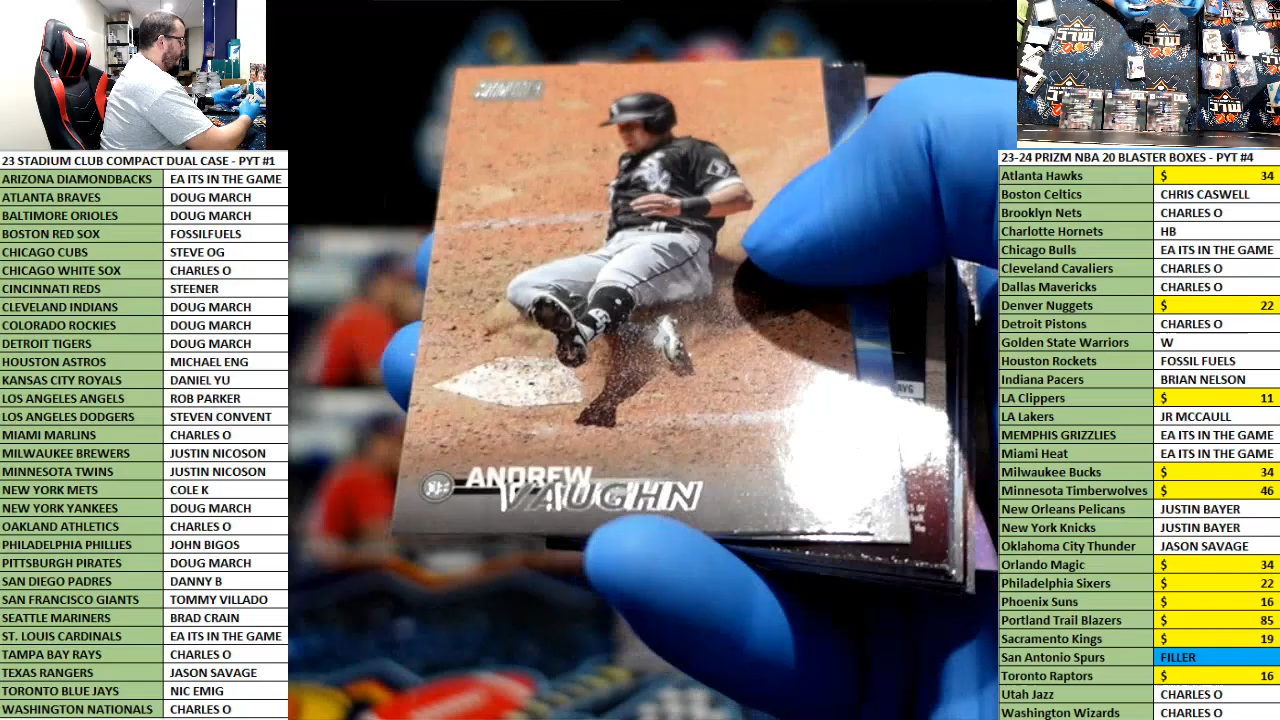 23 STADIUM CLUB COMPACT DUAL CASE - PYT #1
ARIZONA DIAMONDBACKS EA ITS IN THE GAME
ATLANTA BRAVES DOUG MARCH
BALTIMORE ORIOLES DOUG MARCH
BOSTON RED SOX FOSSILFUELS
CHICAGO CUBS STEVE OG
CHICAGO WHITE SOX CHARLES O
CINCINNATI REDS STEENER
CLEVELAND INDIANS DOUG MARCH
COLORADO ROCKIES DOUG MARCH
DETROIT TIGERS DOUG MARCH
HOUSTON ASTROS MICHAEL ENG
KANSAS CITY ROYALS DANIEL YU
LOS ANGELES ANGELS ROB PARKER
LOS ANGELES DODGERS STEVEN CONVENT
MIAMI MARLINS CHARLES O
MILWAUKEE BREWERS JUSTIN NICOSON
MINNESOTA TWINS JUSTIN NICOSON
NEW YORK METS COLE K
NEW YORK YANKEES DOUG MARCH
OAKLAND ATHLETICS CHARLES O
PHILADELPHIA PHILLIES JOHN BIGOS
PITTSBURGH PIRATES DOUG MARCH
SAN DIEGO PADRES DANNY B
SAN FRANCISCO GIANTS TOMMY VILLADO
SEATTLE MARINERS BRAD CRAIN
ST. LOUIS CARDINALS EA ITS IN THE GAME
TAMPA BAY RAYS CHARLES O
TEXAS RANGERS JASON SAVAGE
TORONTO BLUE JAYS NIC EMIG
WASHINGTON NATIONALS CHARLES O
ANDREW
VAUGHN
AVG
23-24 PRIZM NBA 20 BLASTER BOXES - PYT #4
Atlanta Hawks $ 34
Boston Celtics CHRIS CASWELL
Brooklyn Nets CHARLES O
Charlotte Hornets HB
Chicago Bulls EA ITS IN THE GAME
Cleveland Cavaliers CHARLES O
Dallas Mavericks CHARLES O
Denver Nuggets $ 22
Detroit Pistons CHARLES O
Golden State Warriors W
Houston Rockets FOSSIL FUELS
Indiana Pacers BRIAN NELSON
LA Clippers $ 11
LA Lakers JR MCCAULL
MEMPHIS GRIZZLIES EA ITS IN THE GAME
Miami Heat EA ITS IN THE GAME
Milwaukee Bucks $ 34
Minnesota Timberwolves $ 46
New Orleans Pelicans JUSTIN BAYER
New York Knicks JUSTIN BAYER
Oklahoma City Thunder JASON SAVAGE
Orlando Magic $ 34
Philadelphia Sixers $ 22
Phoenix Suns $ 16
Portland Trail Blazers $ 85
Sacramento Kings $ 19
San Antonio Spurs FILLER
Toronto Raptors $ 16
Utah Jazz CHARLES O
Washington Wizards CHARLES O